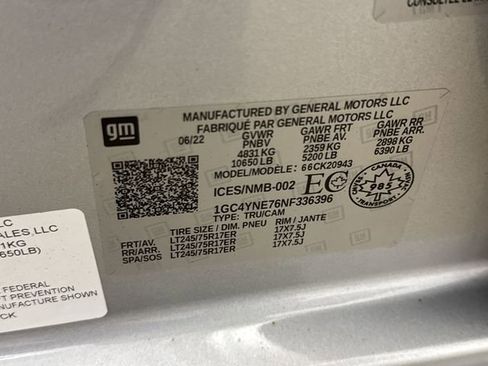 CONSULTEZ LE
gm
MANUFACTURED BY GENERAL MOTORS LLC
FABRIQUÉ PAR GENERAL MOTORS LLC
06/22 GVWR GAWR FRT GAWR RR
PNBV PNBE AV. PNBE ARR.
4831 KG 2359 KG 2898 KG
10650 LB 5200 LB 6390 LB
MODEL/MODÈLE: 66CK20943
ICES/NMB-002 EC CANADA 985 TRANSPORT
1GC4YNE76NF336396
TYPE: TRU/CAM
TIRE SIZE / DIM. PNEU RIM / JANTE
FRT/AV. LT245/75R17ER 17X7.5J
RR/ARR. LT245/75R17ER 17X7.5J
SPA/SOS LT245/75R17ER 17X7.5J
LC
ALES,LLC
1KG
650LB)
FEDERAL
FT PREVENTION
NUFACTURE SHOWN
CK